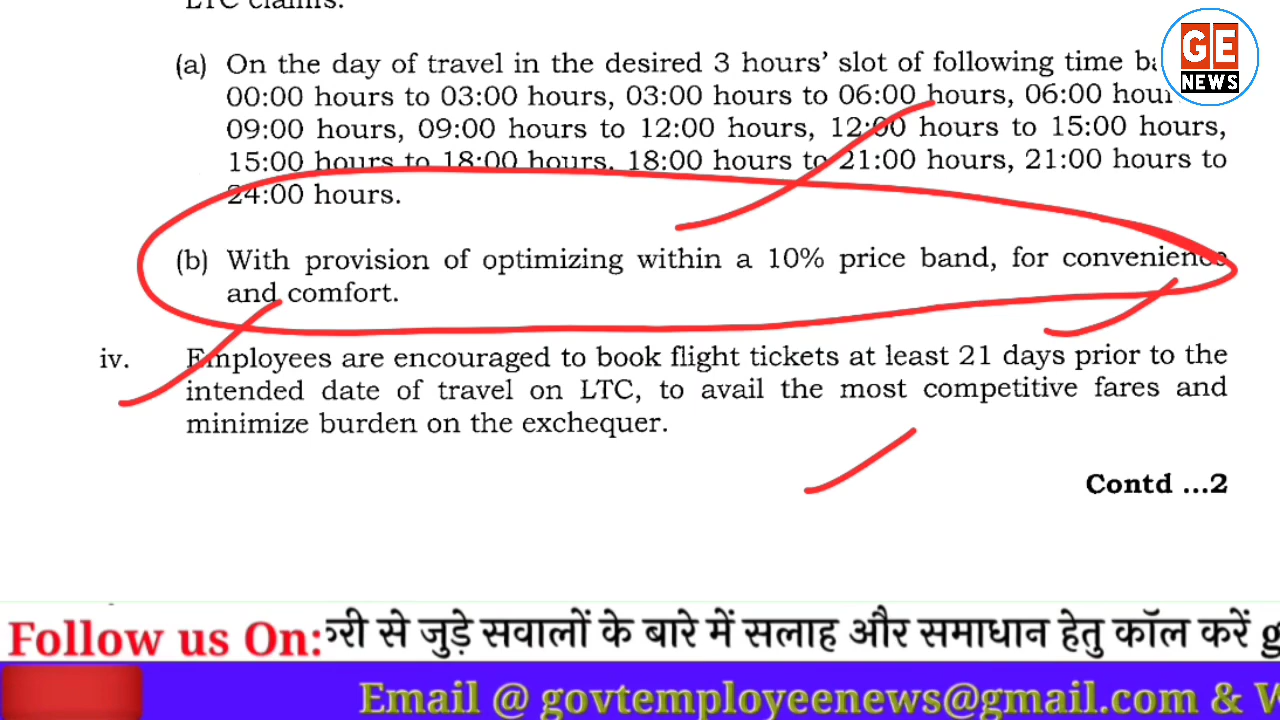 LTC claims.
(a) On the day of travel in the desired 3 hours’ slot of following time
00:00 hours to 03:00 hours, 03:00 hours to 06:00 hours, 06:00
09:00 hours, 09:00 hours to 12:00 hours, 12:00 hours to 15:00 hours,
15:00 hours to 18:00 hours, 18:00 hours to 21:00 hours, 21:00 hours to
24:00 hours.
(b) With provision of optimizing within a 10% price band, for convenience
and comfort.
iv. Employees are encouraged to book flight tickets at least 21 days prior to the
intended date of travel on LTC, to avail the most competitive fares and
minimize burden on the exchequer.
Contd ...2
GE
NEWS
Follow us On: से जुड़े सवालों के बारे में सलाह और समाधान हेतु कॉल करें
Email @ govtemployeenews@gmail.com &